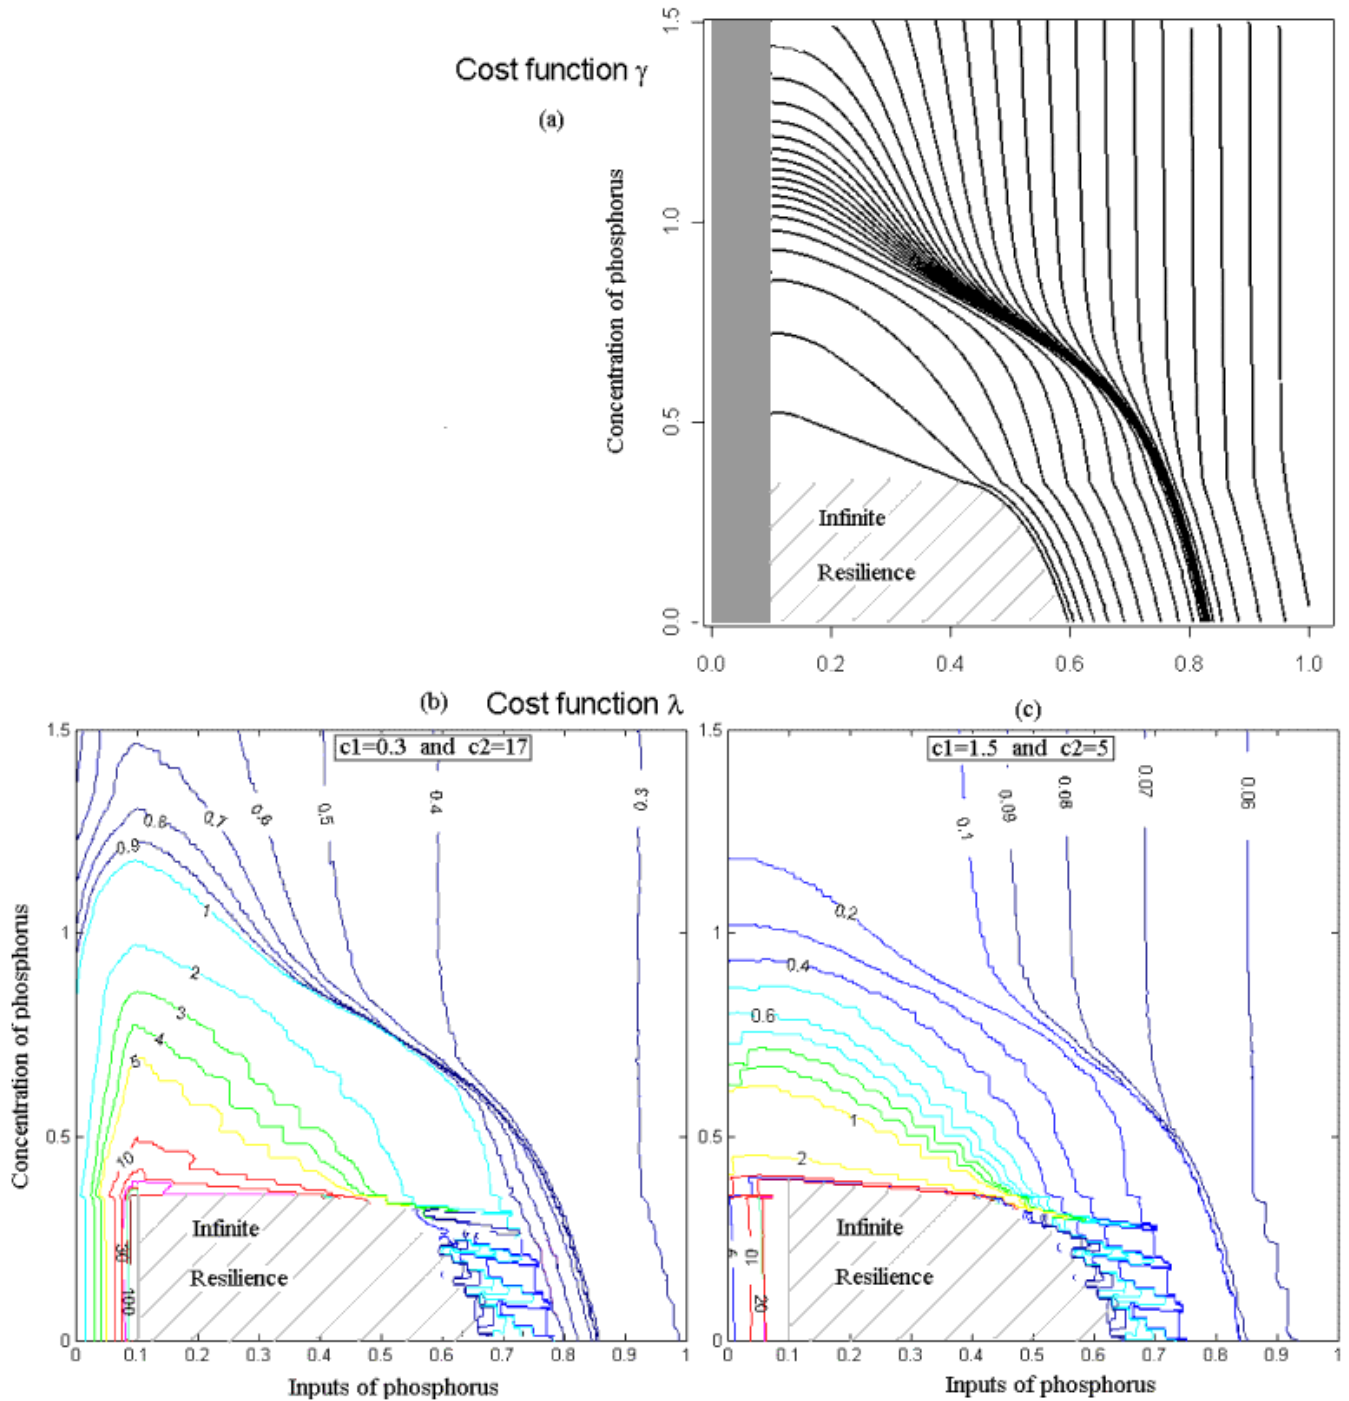 Cost function γ
(a)
1.5
1.0
0.5
0.0
Concentration of phosphorus
Infinite
Resilience
0.0 0.2 0.4 0.6 0.8 1.0
(b) Cost function λ (c)
c1=0.3 and c2=17
1.5
1
0.5
0
Concentration of phosphorus
0.9
0.8
0.7
0.6
0.5
0.4
0.3
1
2
3
4
5
10
30
100
Infinite
Resilience
0 0.1 0.2 0.3 0.4 0.5 0.6 0.7 0.8 0.9 1
Inputs of phosphorus
c1=1.5 and c2=5
1.5
1
0.5
0
0.1
0.09
0.08
0.07
0.06
0.2
0.4
0.6
1
2
10
20
Infinite
Resilience
0 0.1 0.2 0.3 0.4 0.5 0.6 0.7 0.8 0.9 1
Inputs of phosphorus